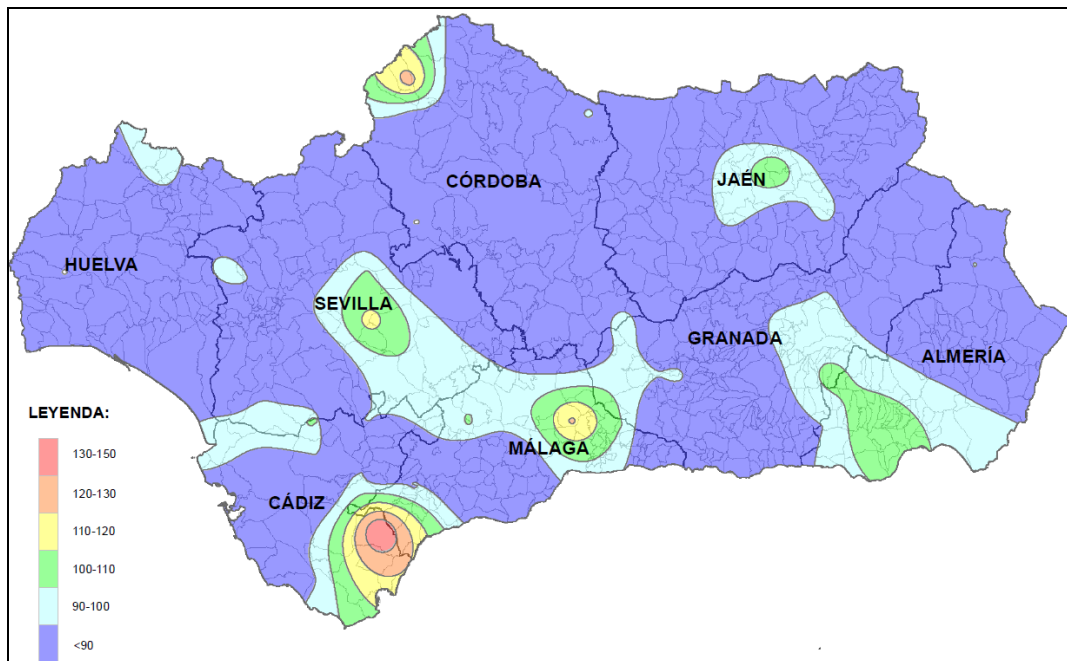 CÓRDOBA
JAÉN
HUELVA
SEVILLA
GRANADA
ALMERÍA
LEYENDA:
MÁLAGA
CÁDIZ
130-150
120-130
110-120
100-110
90-100
<90